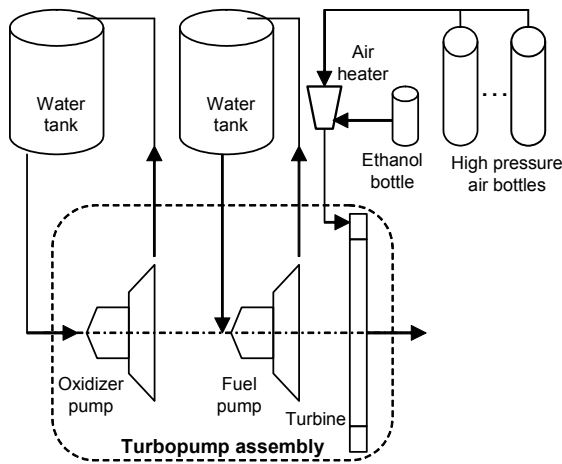 Water
tank
Water
tank
Air
heater
Ethanol
bottle
High pressure
air bottles
Oxidizer
pump
Fuel
pump
Turbine
Turbopump assembly